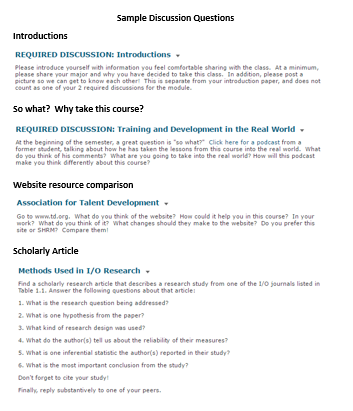 Sample Discussion Questions
Introductions
REQUIRED DISCUSSION: Introductions
Please introduce yourself with information you feel comfortable sharing with the class. At a minimum,
please share your major and why you have decided to take this class. In addition, please post a
picture so we can get to know each other! This is separate from your introduction paper, and does not
count as one of your 2 required discussions for the module.
So what? Why take this course?
REQUIRED DISCUSSION: Training and Development in the Real World
At the beginning of the semester, a great question is "so what?" Click here for a podcast from a
former student, talking about how he has taken the lessons from this course into the real world. What
do you think of his comments? What are you going to take into the real world? How will this podcast
make you think differently about this course?
Website resource comparison
Association for Talent Development
Go to www.td.org. What do you think of the website? How could it help you in this course? In your
work? What do you think of it? What changes should they make to the website? Do you prefer this
site or SHRM? Compare them!
Scholarly Article
Methods Used in I/O Research
Find a scholarly research article that describes a research study from one of the I/O journals listed in
Table 1.1. Answer the following questions about that article:
1. What is the research question being addressed?
2. What is one hypothesis from the paper?
3. What kind of research design was used?
4. What do the author(s) tell us about the reliability of their measures?
5. What is one inferential statistic the author(s) reported in their study?
6. What is the most important conclusion from the study?
Don't forget to cite your study!
Finally, reply substantively to one of your peers.